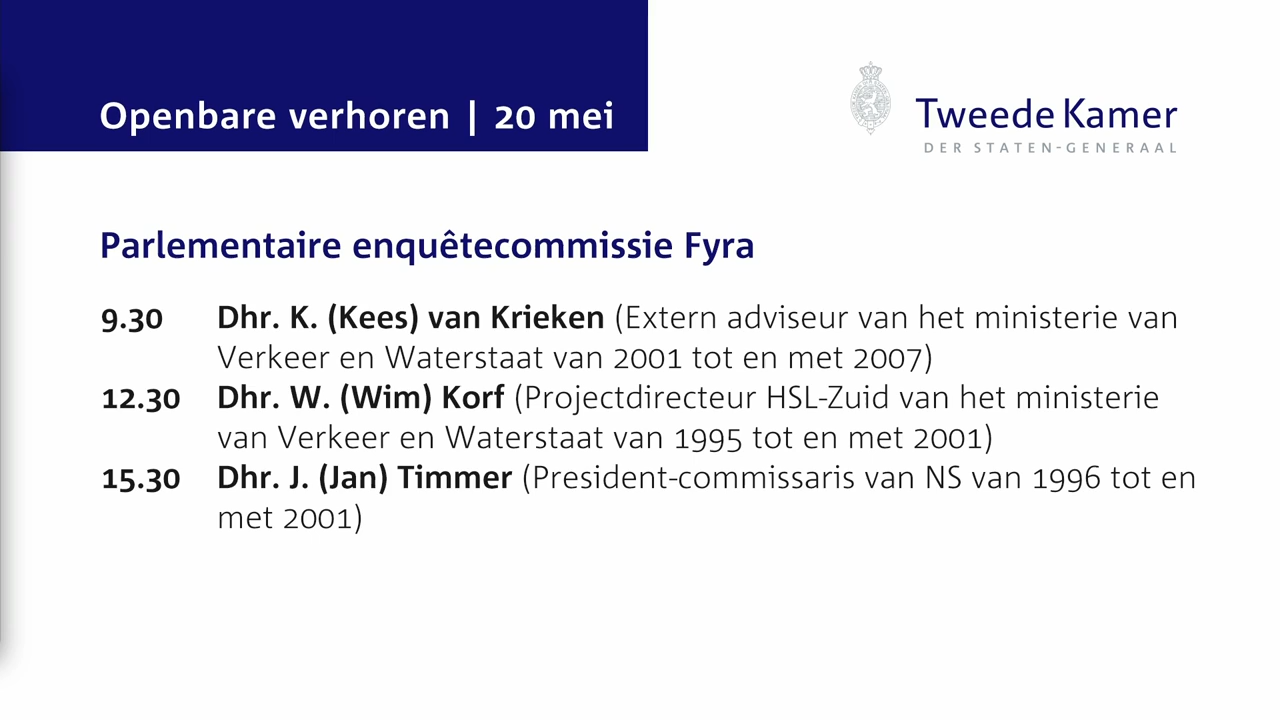 Openbare verhoren | 20 mei
Tweede Kamer
DER STATEN-GENERAAL
Parlementaire enquêtecommissie Fyra
9.30 Dhr. K. (Kees) van Krieken (Extern adviseur van het ministerie van
Verkeer en Waterstaat van 2001 tot en met 2007)
12.30 Dhr. W. (Wim) Korf (Projectdirecteur HSL-Zuid van het ministerie
van Verkeer en Waterstaat van 1995 tot en met 2001)
15.30 Dhr. J. (Jan) Timmer (President-commissaris van NS van 1996 tot en
met 2001)